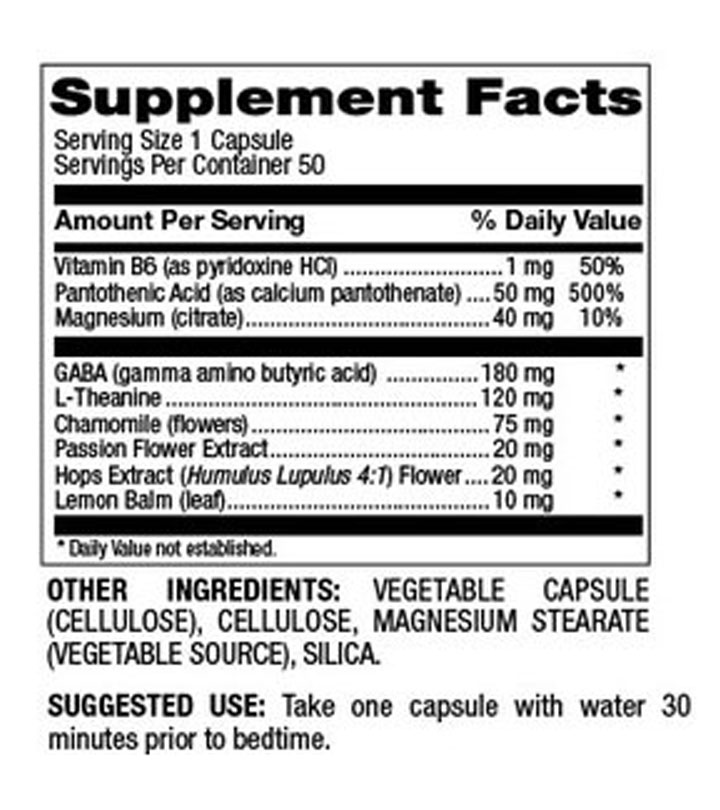 Supplement Facts
Serving Size 1 Capsule
Servings Per Container 50
Amount Per Serving % Daily Value
Vitamin B6 (as pyridoxine HCl) ..........................1 mg 50%
Pantothenic Acid (as calcium pantothenate) ....50 mg 500%
Magnesium (citrate)........................................40 mg 10%
GABA (gamma amino butyric acid) ...............180 mg *
L-Theanine ...................................................120 mg *
Chamomile (flowers).......................................75 mg *
Passion Flower Extract....................................20 mg *
Hops Extract (Humulus Lupulus 4:1) Flower....20 mg *
Lemon Balm (leaf)...........................................10 mg *
* Daily Value not established.
OTHER INGREDIENTS: VEGETABLE CAPSULE
(CELLULOSE), CELLULOSE, MAGNESIUM STEARATE
(VEGETABLE SOURCE), SILICA.
SUGGESTED USE: Take one capsule with water 30
minutes prior to bedtime.